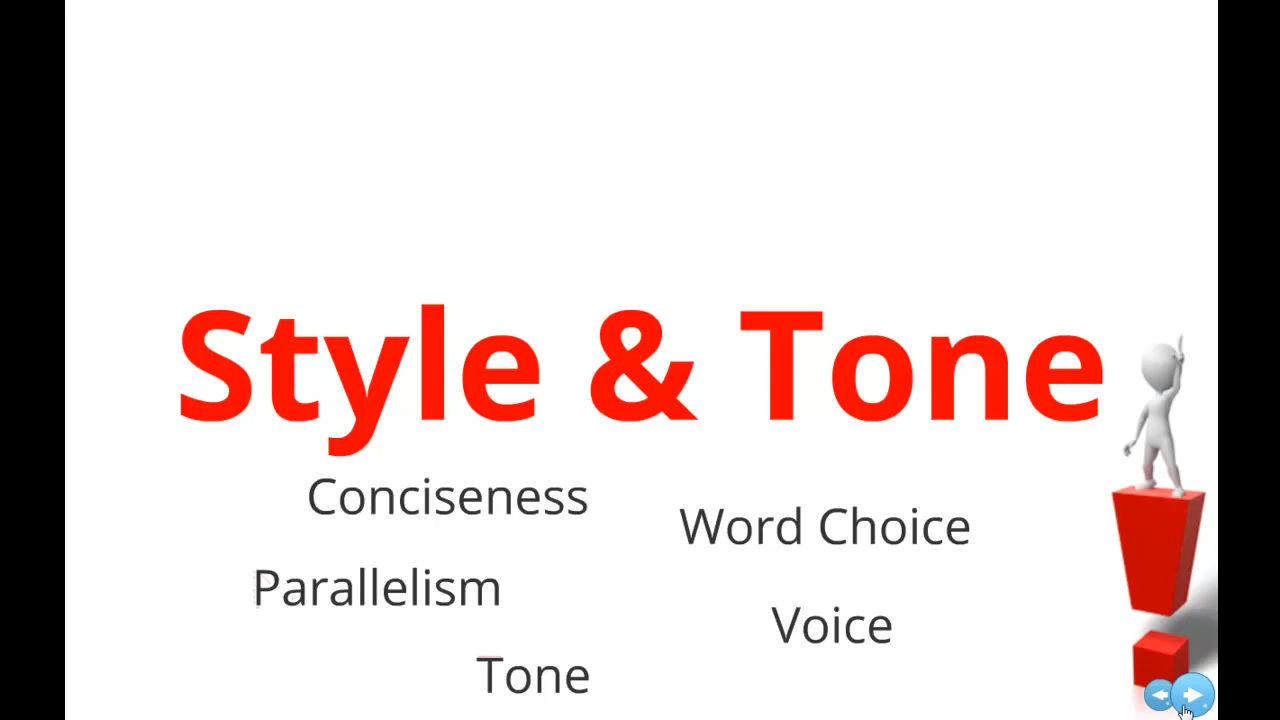 Style & Tone
Conciseness
Word Choice
Parallelism
Voice
Tone